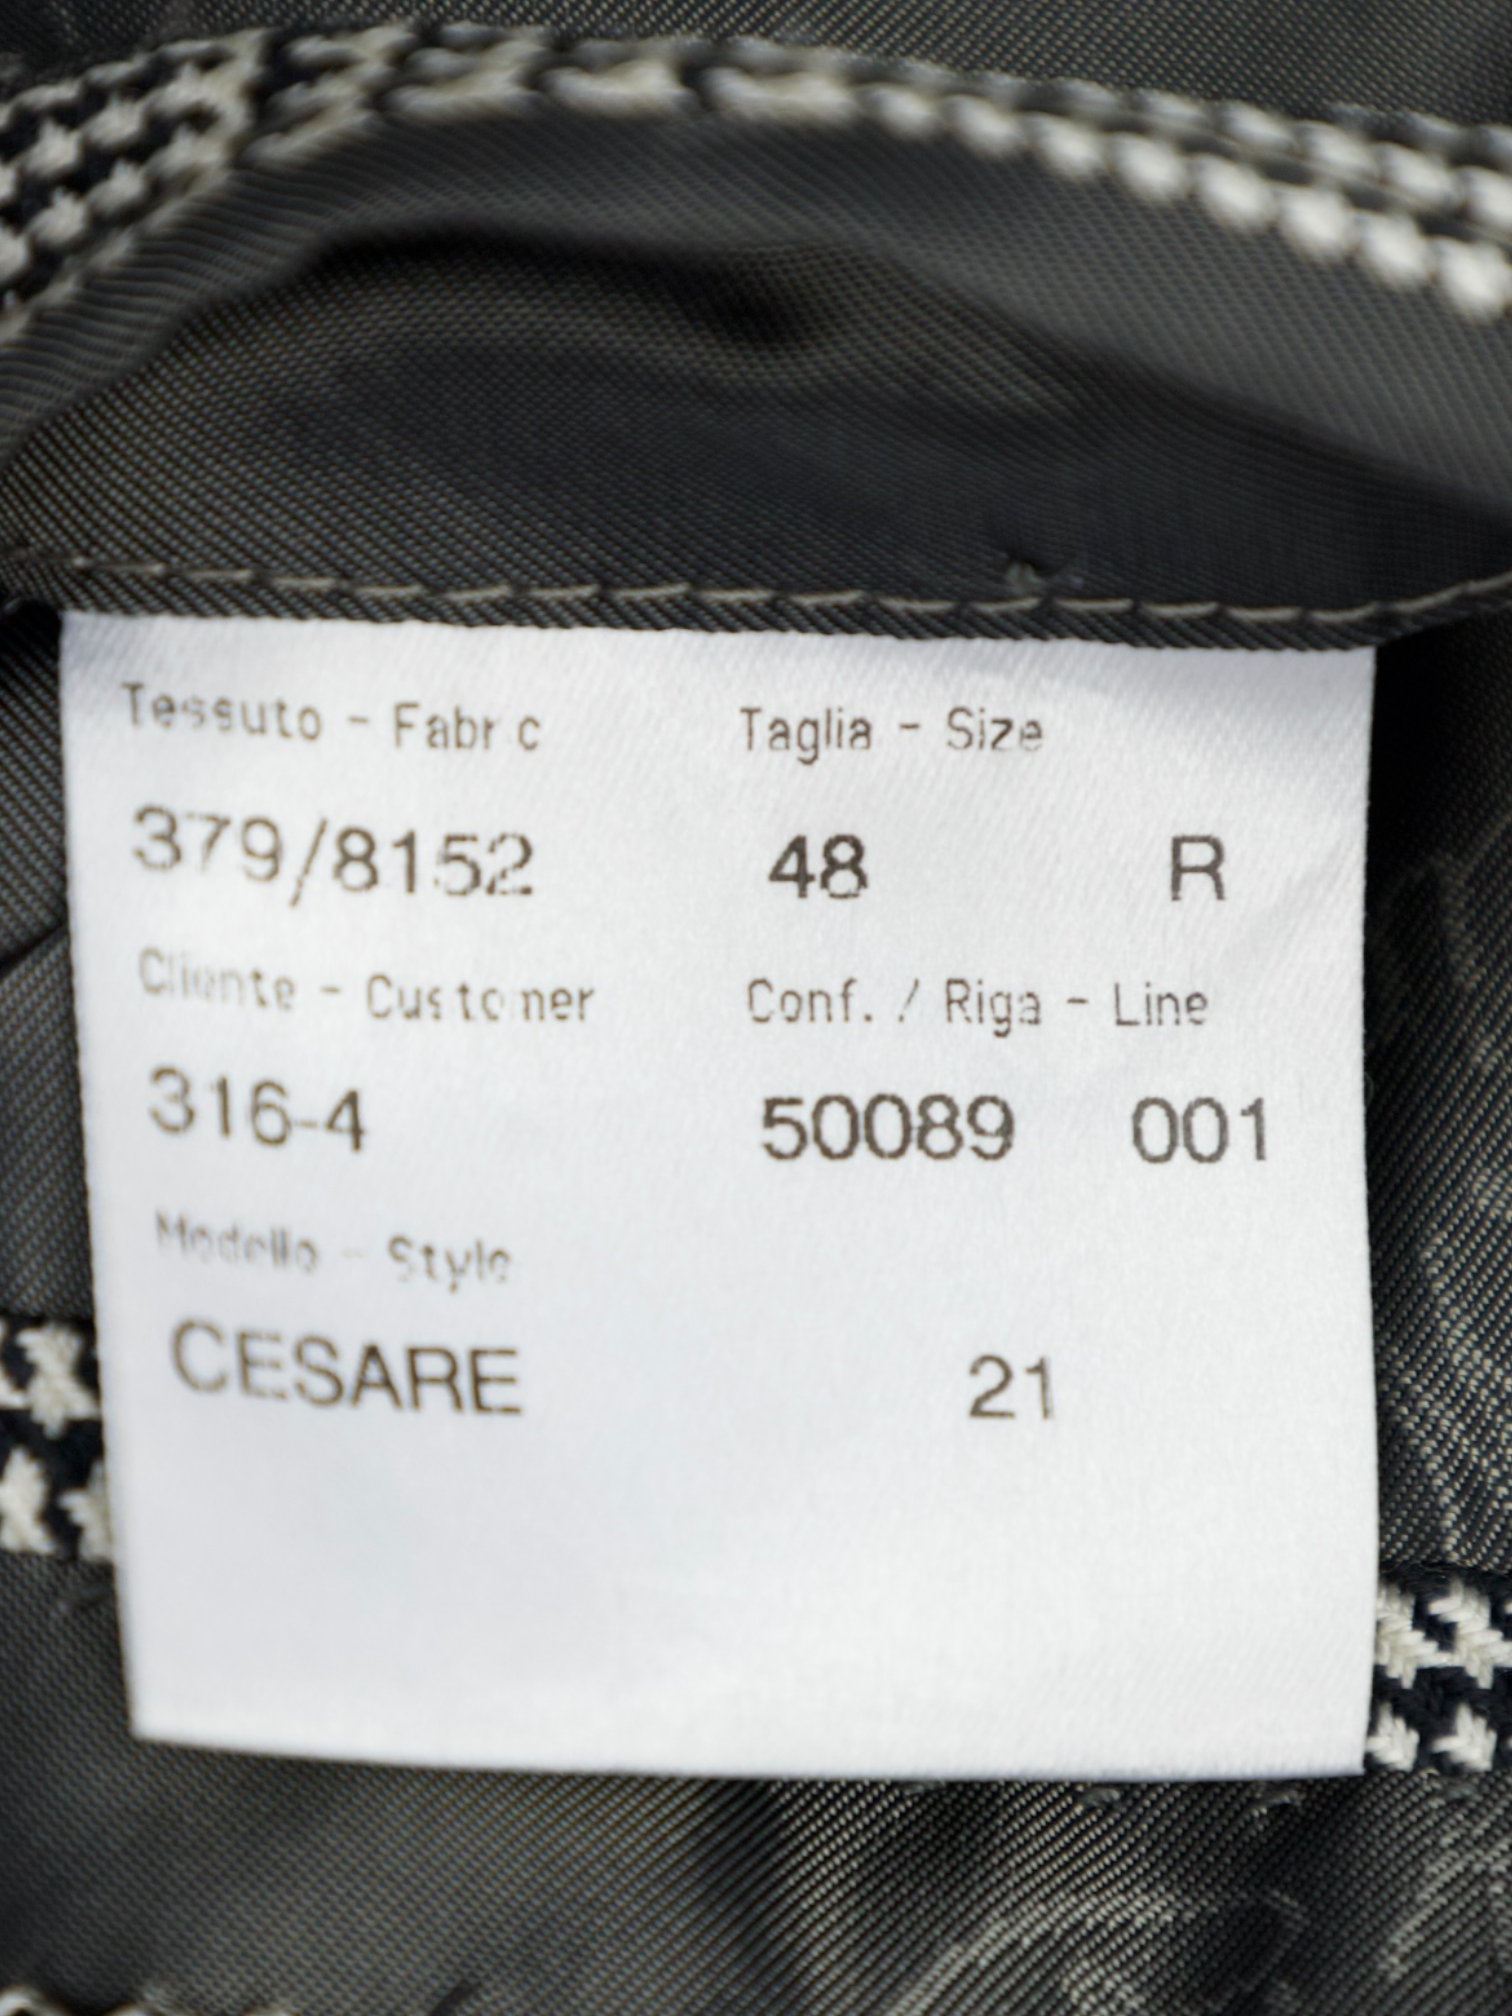 Tessuto - Fabric Taglia - Size
379/8152 48 R
Cliente - Customer Conf. / Riga - Line
316-4 50089 001
Modello - Style
CESARE 21